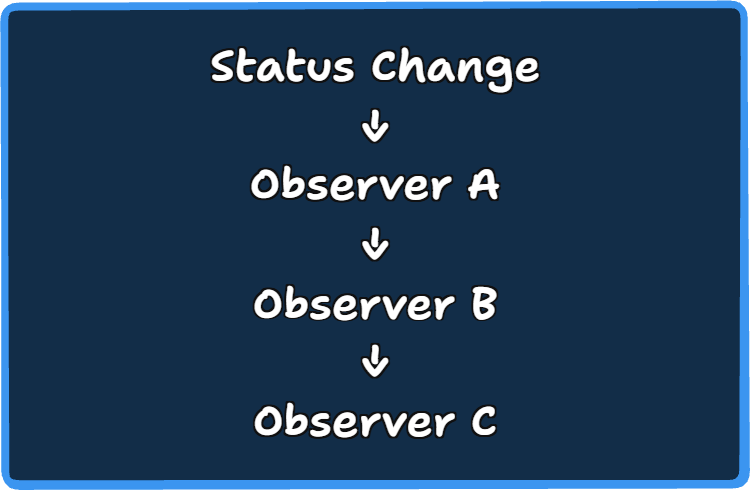 Status Change
↓
Observer A
↓
Observer B
↓
Observer C